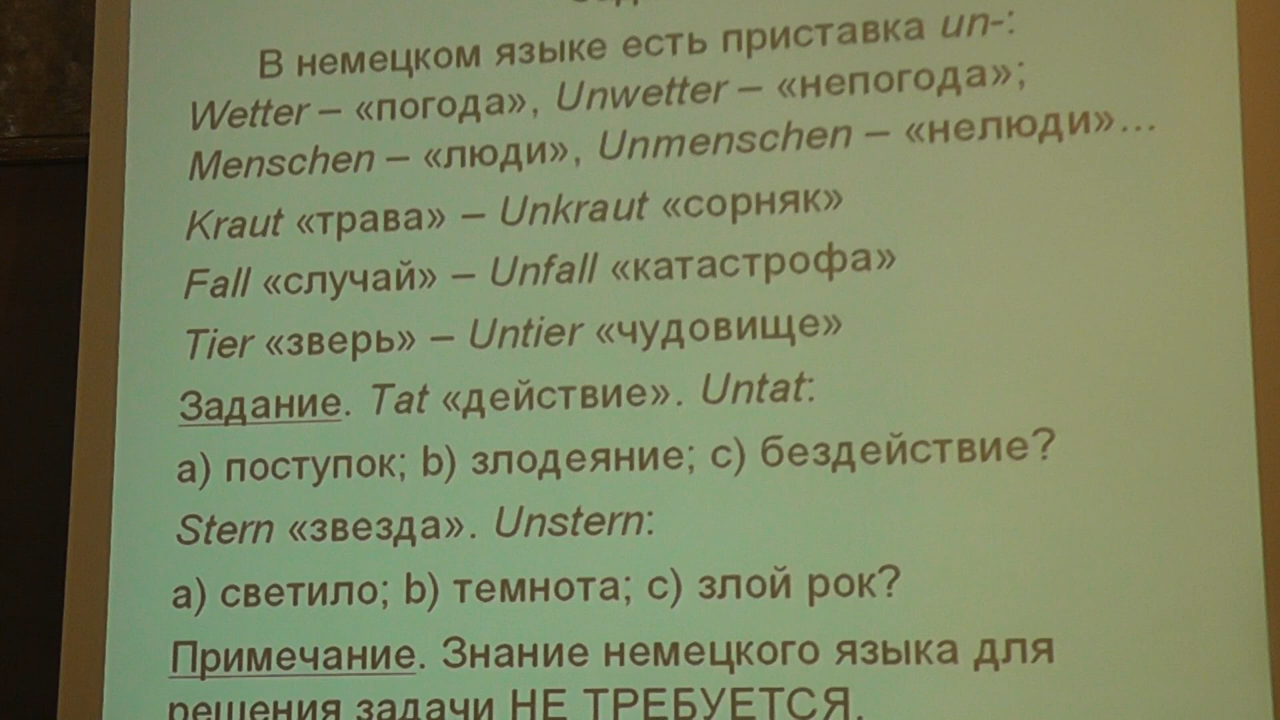 В немецком языке есть приставка un-:
Wetter – «погода», Unwetter – «непогода»;
Menschen – «люди», Unmenschen – «нелюди»...
Kraut «трава» – Unkraut «сорняк»
Fall «случай» – Unfall «катастрофа»
Tier «зверь» – Untier «чудовище»
Задание. Tat «действие». Untat:
a) поступок; b) злодеяние; c) бездействие?
Stern «звезда». Unstern:
a) светило; b) темнота; c) злой рок?
Примечание. Знание немецкого языка для
решения задачи НЕ ТРЕБУЕТСЯ.